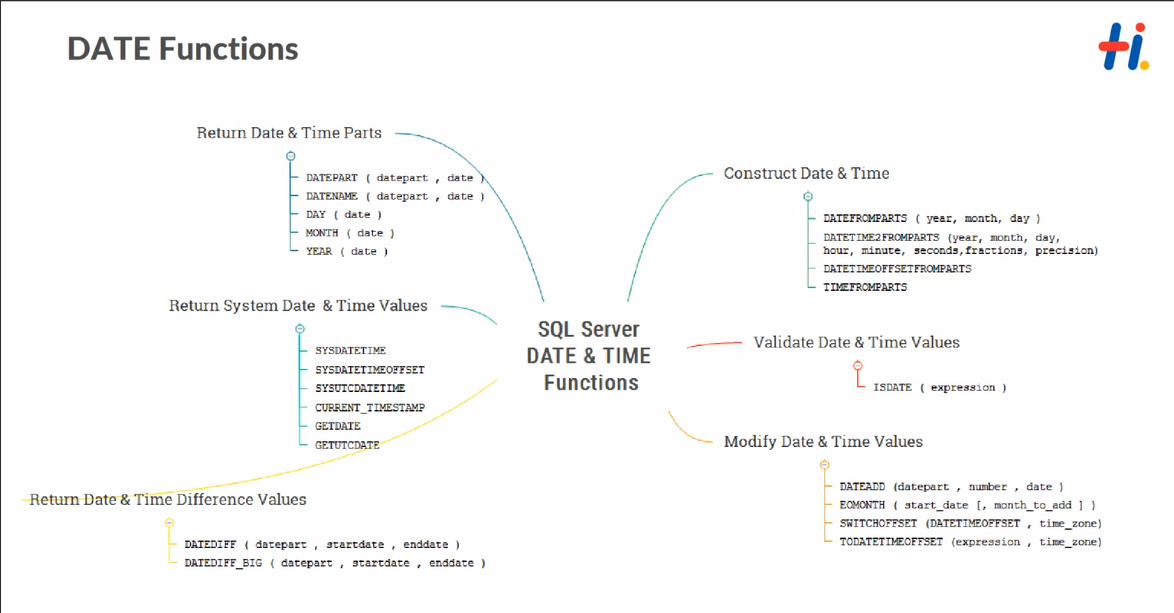 DATE Functions
Hi.
Return Date & Time Parts
DATEPART ( datepart , date )
DATENAME ( datepart , date )
DAY ( date )
MONTH ( date )
YEAR ( date )
Return System Date & Time Values
SYSDATETIME
SYSDATETIMEOFFSET
SYSUTCDATETIME
CURRENT_TIMESTAMP
GETDATE
GETUTCDATE
Return Date & Time Difference Values
DATEDIFF ( datepart , startdate , enddate )
DATEDIFF_BIG ( datepart , startdate , enddate )
SQL Server
DATE & TIME
Functions
Construct Date & Time
DATEFROMPARTS ( year, month, day )
DATETIME2FROMPARTS (year, month, day,
hour, minute, seconds,fractions, precision)
DATETIMEOFFSETFROMPARTS
TIMEFROMPARTS
Validate Date & Time Values
ISDATE ( expression )
Modify Date & Time Values
DATEADD (datepart , number , date )
EOMONTH ( start_date [, month_to_add ] )
SWITCHOFFSET (DATETIMEOFFSET , time_zone)
TODATETIMEOFFSET (expression , time_zone)